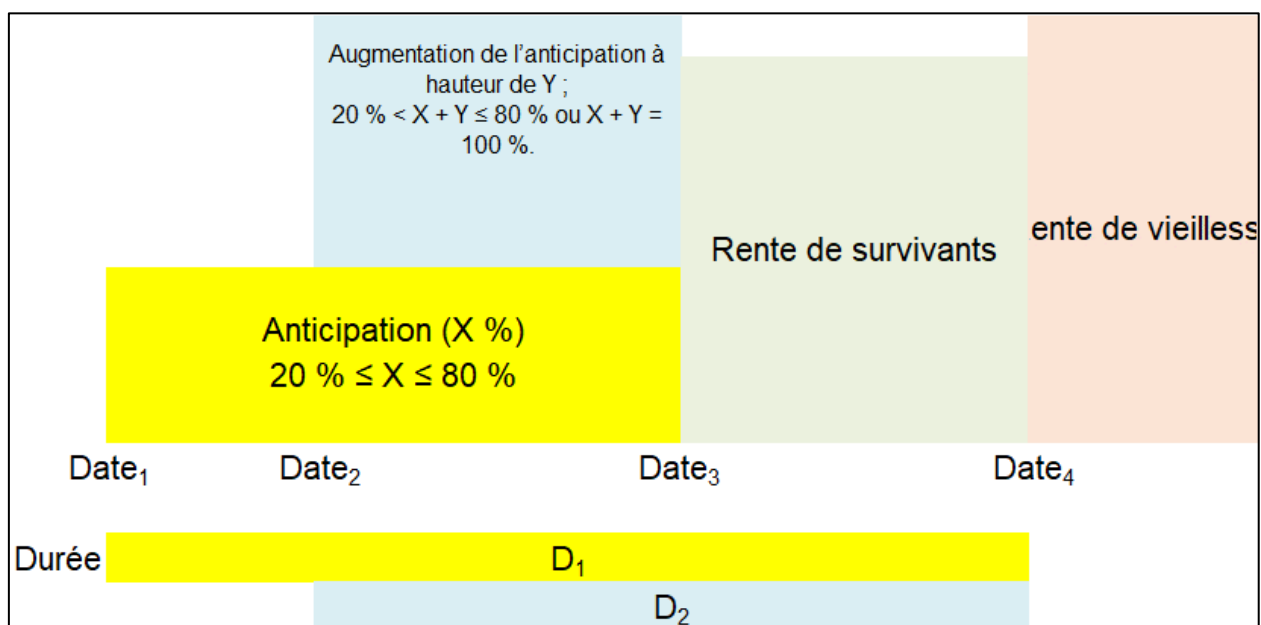 Augmentation de l’anticipation à
hauteur de Y ;
20 % < X + Y ≤ 80 % ou X + Y =
100 %.
Rente de survivants
ente de vieilless
Anticipation (X %)
20 % ≤ X ≤ 80 %
Date₁
Date₂
Date₃
Date₄
Durée
D₁
D₂